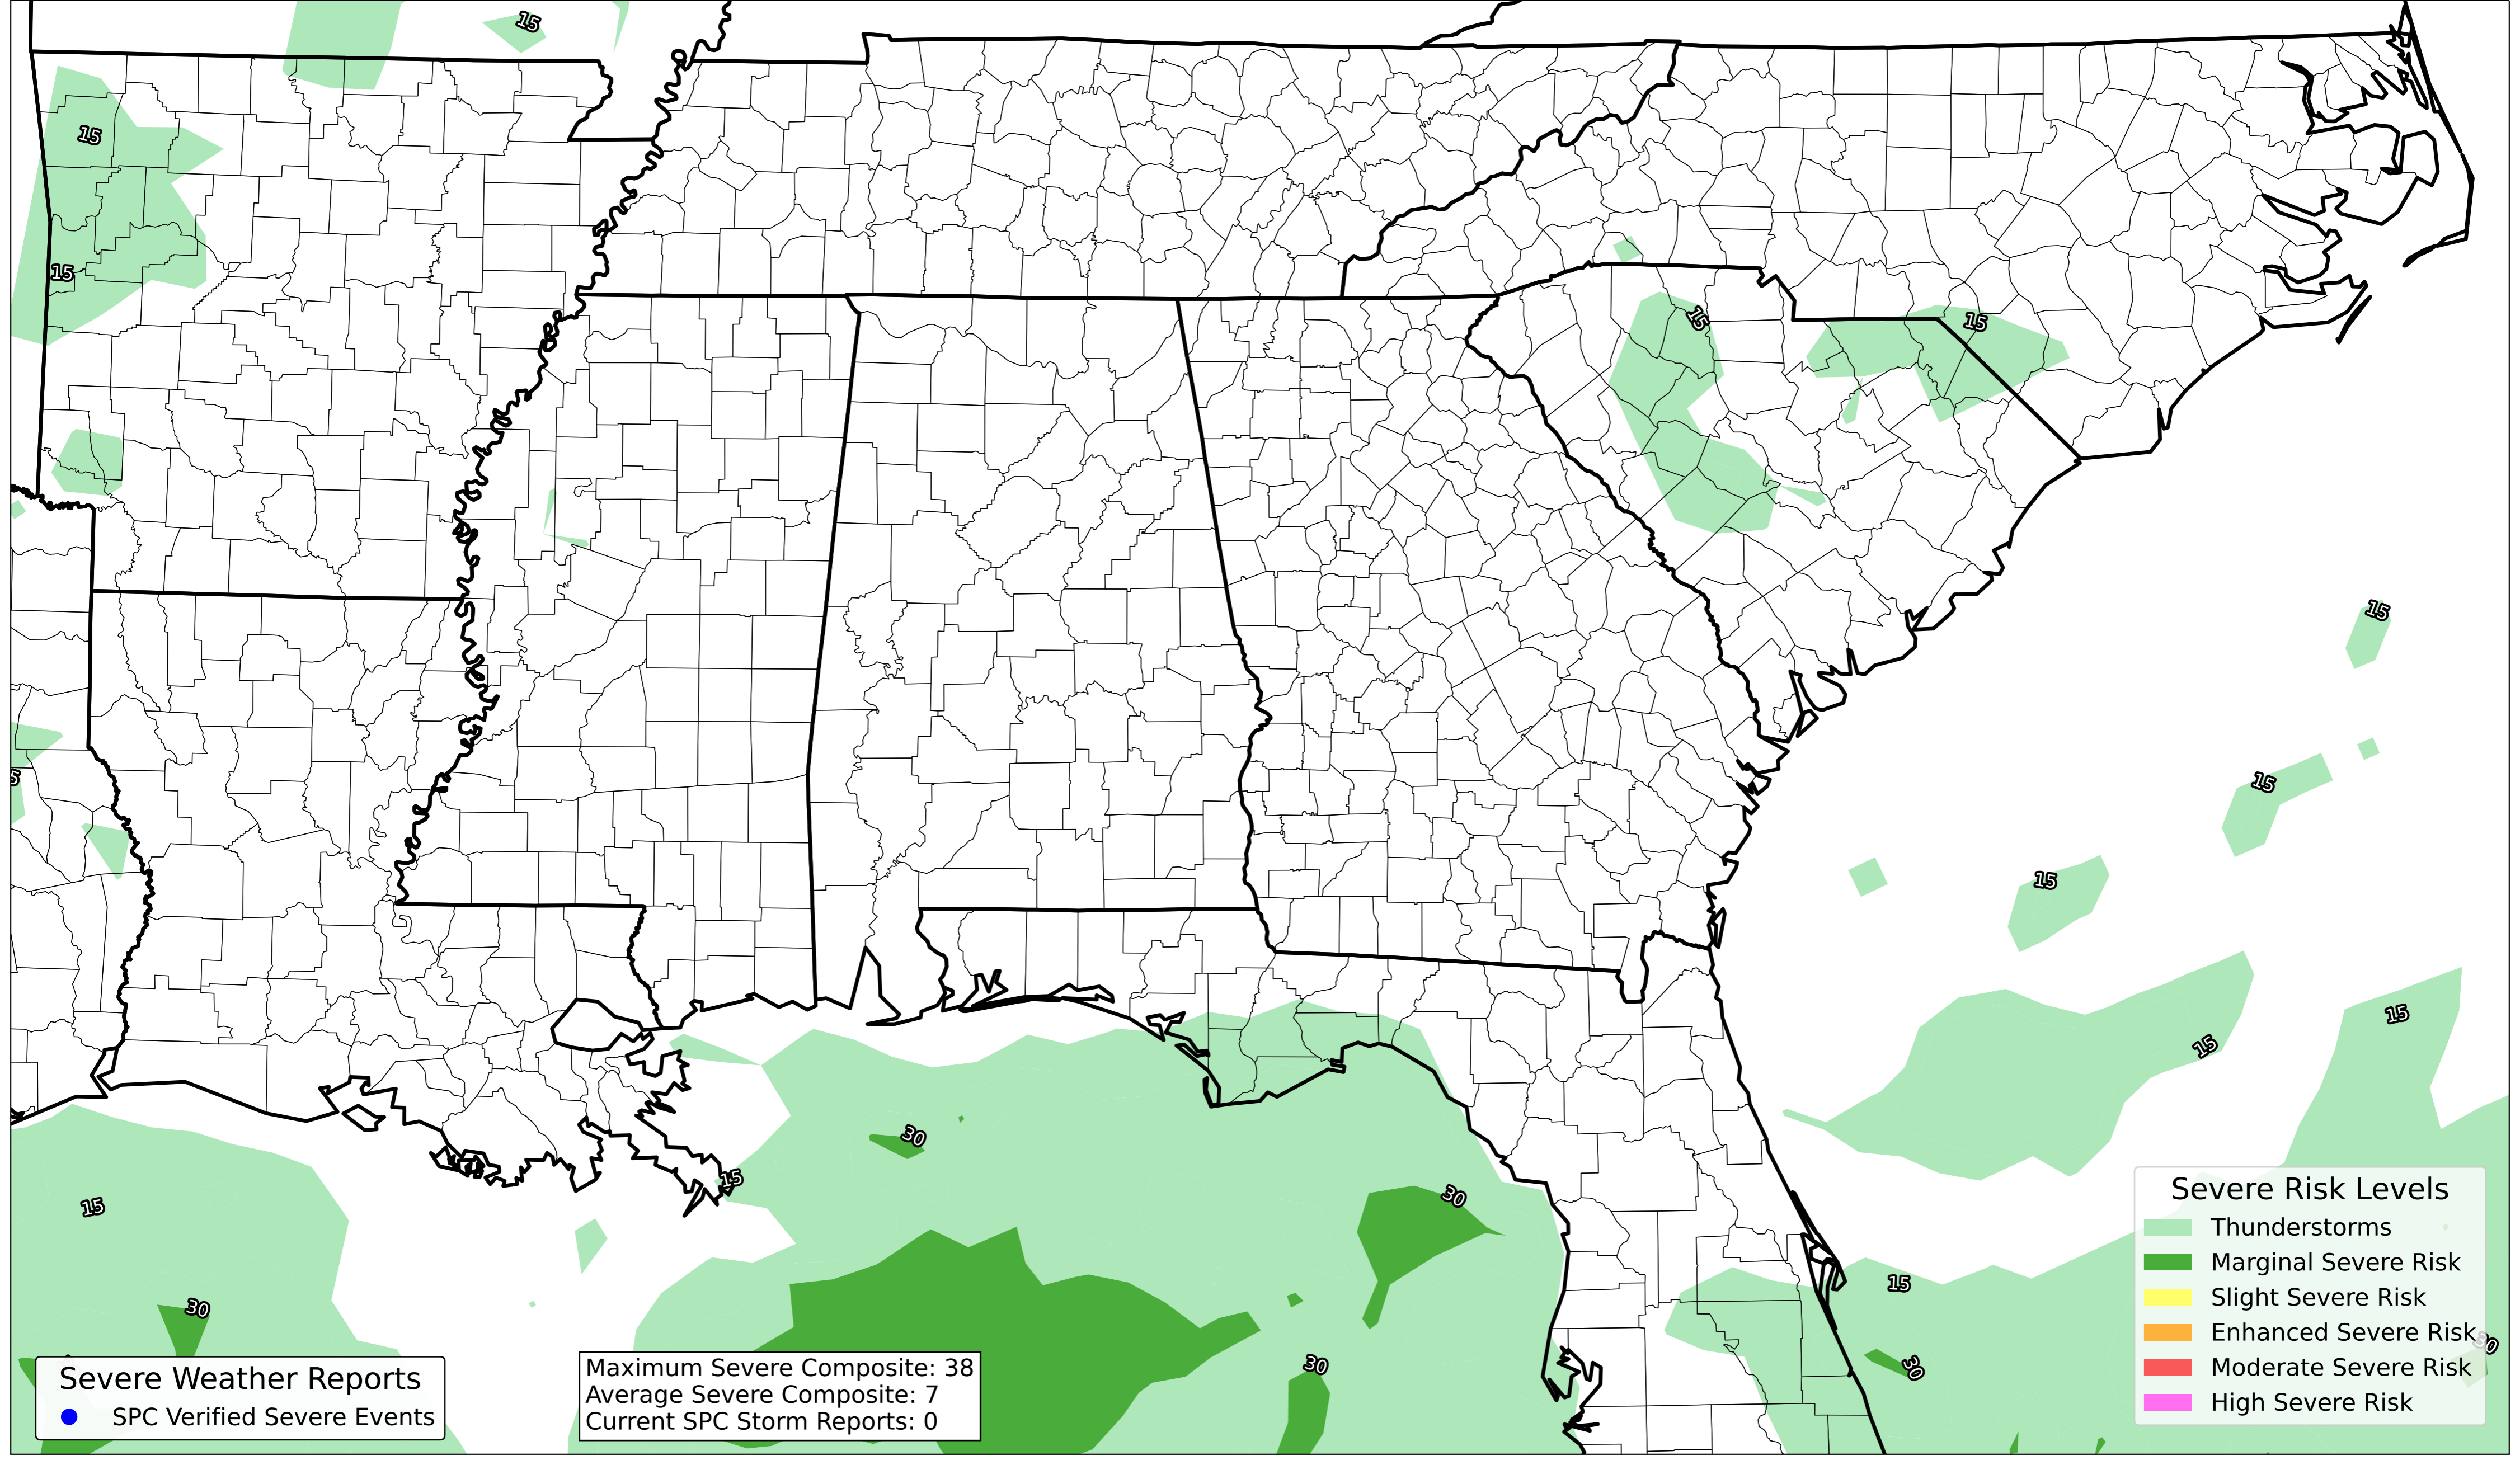 15
15
15
15
15
15
15
15
15
15
30
15
30
15
30
15
30
30
30
Severe Risk Levels
Thunderstorms
Marginal Severe Risk
Slight Severe Risk
Enhanced Severe Risk
Moderate Severe Risk
High Severe Risk
Severe Weather Reports
SPC Verified Severe Events
Maximum Severe Composite: 38
Average Severe Composite: 7
Current SPC Storm Reports: 0